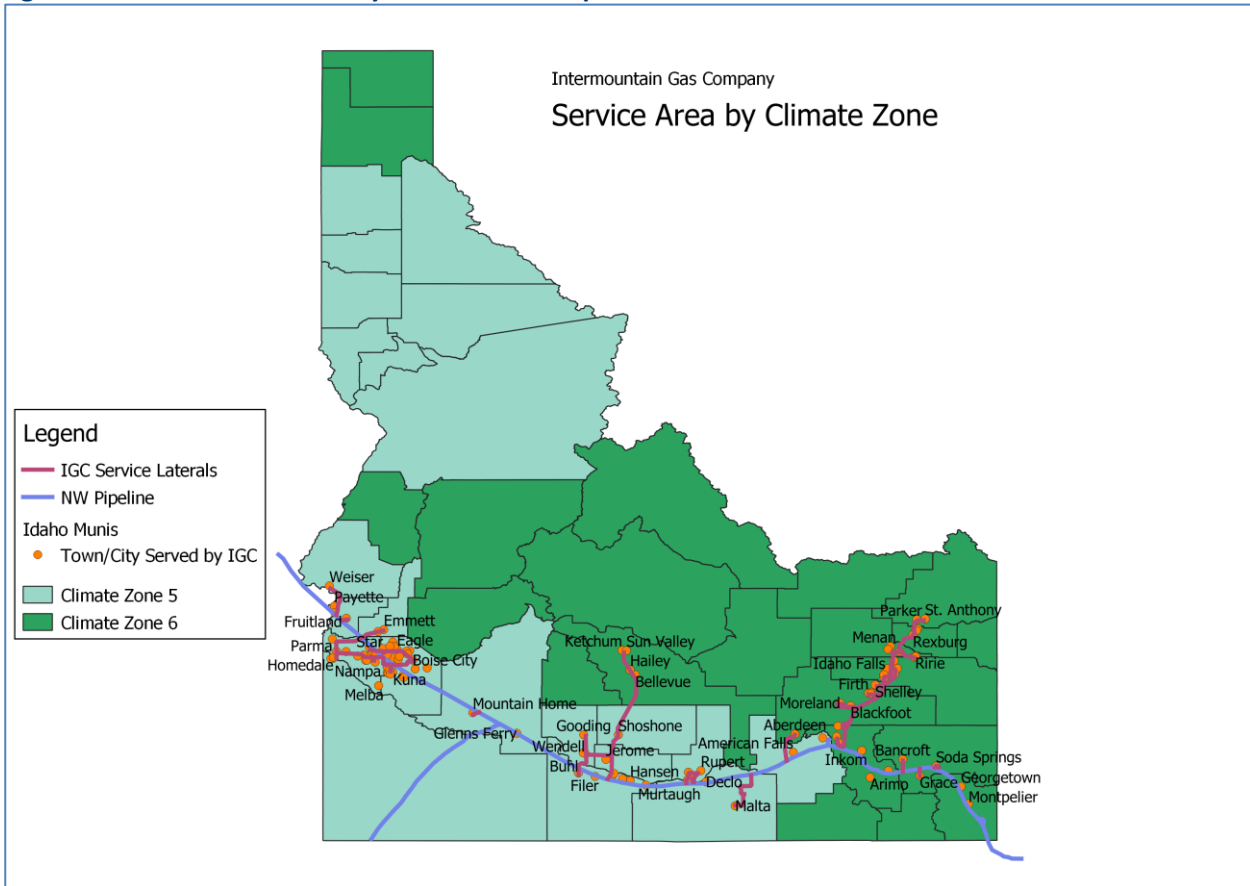 Intermountain Gas Company
Service Area by Climate Zone
Legend
IGC Service Laterals
NW Pipeline
Idaho Munis
Town/City Served by IGC
Climate Zone 5
Climate Zone 6
Weiser
Payette
Fruitland
Emmett
Parma
Star
Eagle
Homedale
Boise City
Nampa
Kuna
Melba
Mountain Home
Glenns Ferry
Ketchum Sun Valley
Hailey
Bellevue
Gooding
Shoshone
Wendell
Jerome
Buhl
Filer
Hansen
Murtaugh
Rupert
Declo
Malta
American Falls
Aberdeen
Parker
St. Anthony
Menan
Rexburg
Idaho Falls
Ririe
Firth
Shelley
Moreland
Blackfoot
Inkom
Bancroft
Soda Springs
Arimo
Grace
Georgetown
Montpelier